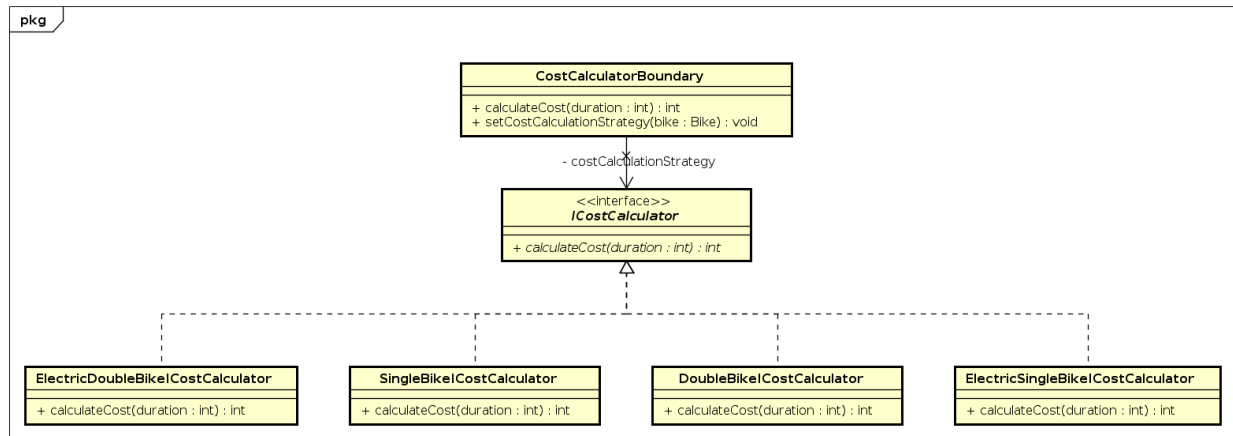 pkg
CostCalculatorBoundary
+ calculateCost(duration : int) : int
+ setCostCalculationStrategy(bike : Bike) : void
- costCalculationStrategy
<<interface>>
ICostCalculator
+ calculateCost(duration : int) : int
ElectricDoubleBikeICostCalculator
+ calculateCost(duration : int) : int
SingleBikeICostCalculator
+ calculateCost(duration : int) : int
DoubleBikeICostCalculator
+ calculateCost(duration : int) : int
ElectricSingleBikeICostCalculator
+ calculateCost(duration : int) : int